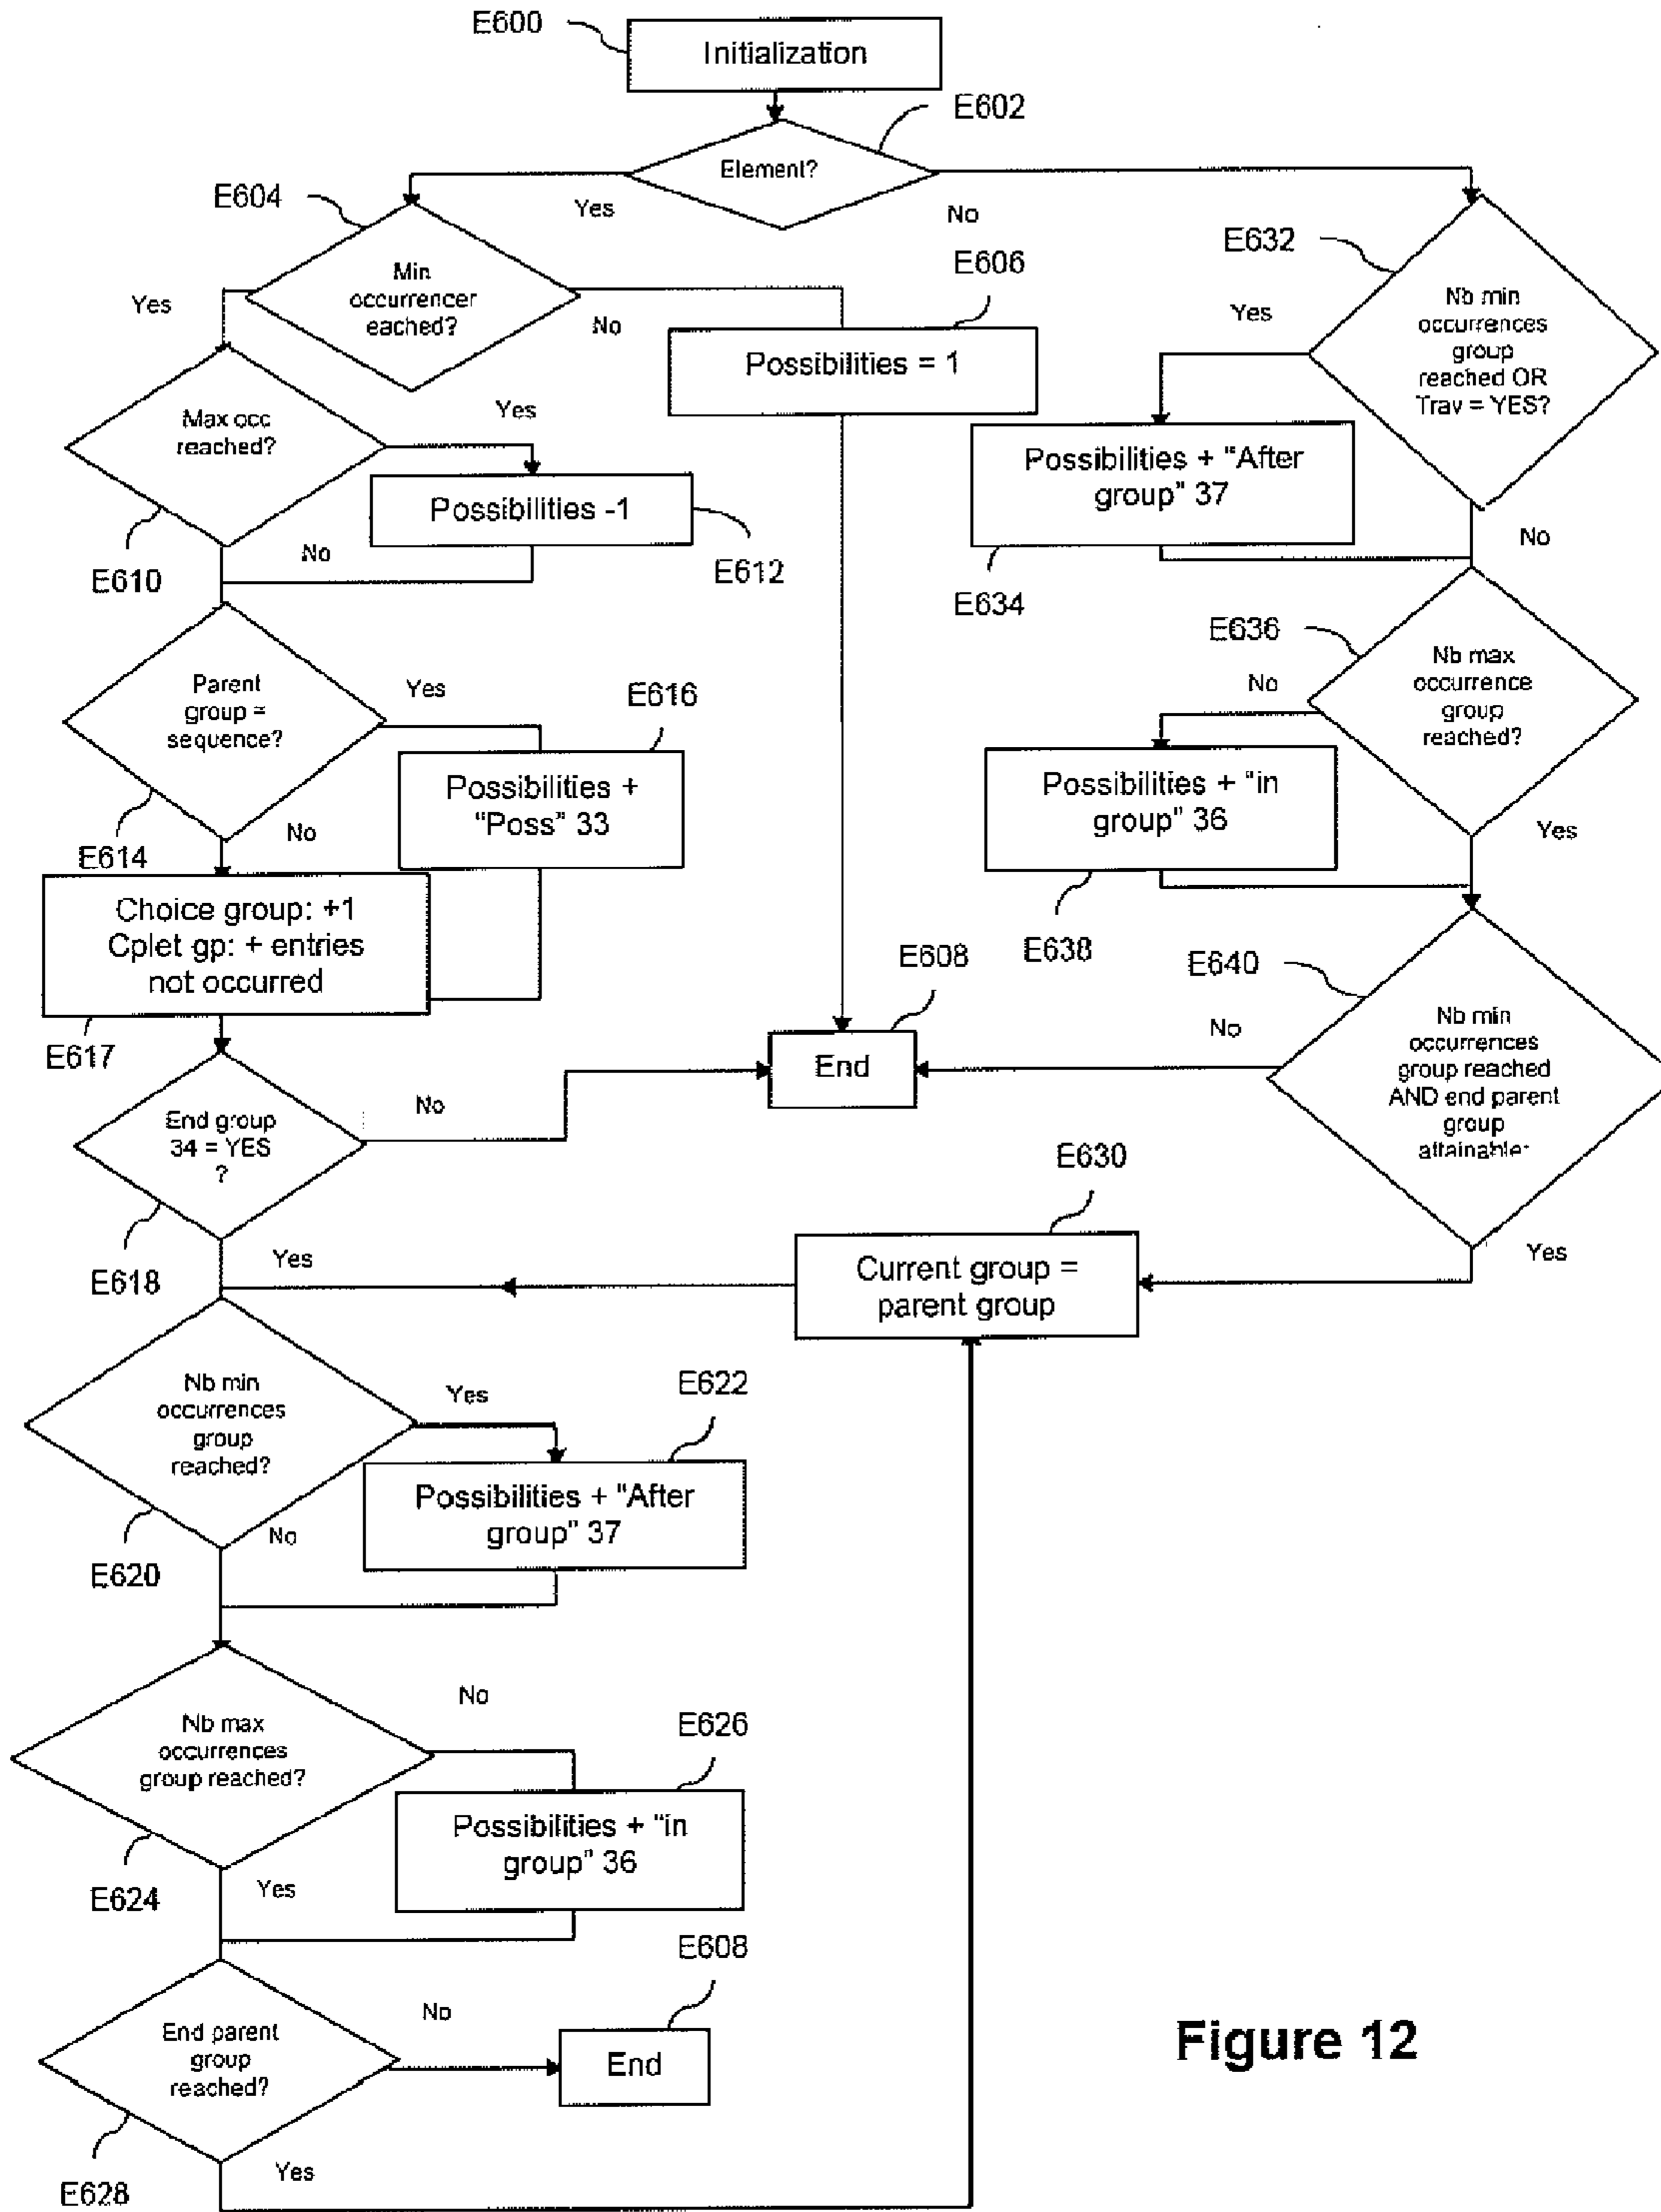 E600
Initialization
E602
Element?
E604
Yes
No
E632
E606
Min
occurrencer
eached?
Yes
No
Nb min
occurrences
group
reached OR
Trav = YES?
Yes
Possibilities = 1
Max occ
reached?
Yes
Possibilities + "After
group" 37
Possibilities -1
No
No
E610
E612
E634
E636
Parent
group =
sequence?
Yes
E616
Nb max
occurrence
group
reached?
No
Possibilities +
"Poss" 33
Possibilities + "in
group" 36
No
Yes
E614
Choice group: +1
Cplet gp: + entries
not occurred
E638
E608
E640
E617
End
No
Nb min
occurrences
group reached
AND end parent
group
End group
34 = YES
?
No
E630
Yes
Yes
E618
Current group =
parent group
Nb min
occurrences
group
reached?
Yes
E622
Possibilities + "After
group" 37
No
E620
No
Nb max
occurrences
group reached?
E626
Possibilities + "in
group" 36
E624
Yes
E608
No
End parent
group
reached?
End
Figure 12
E628
Yes